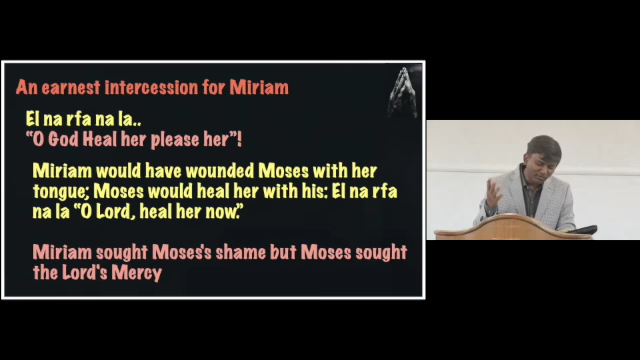 An earnest intercession for Miriam
El na rfa na la..
“O God Heal her please her”!
Miriam would have wounded Moses with her
tongue; Moses would heal her with his: El na rfa
na la “O Lord, heal her now.”
Miriam sought Moses's shame but Moses sought
the Lord's Mercy